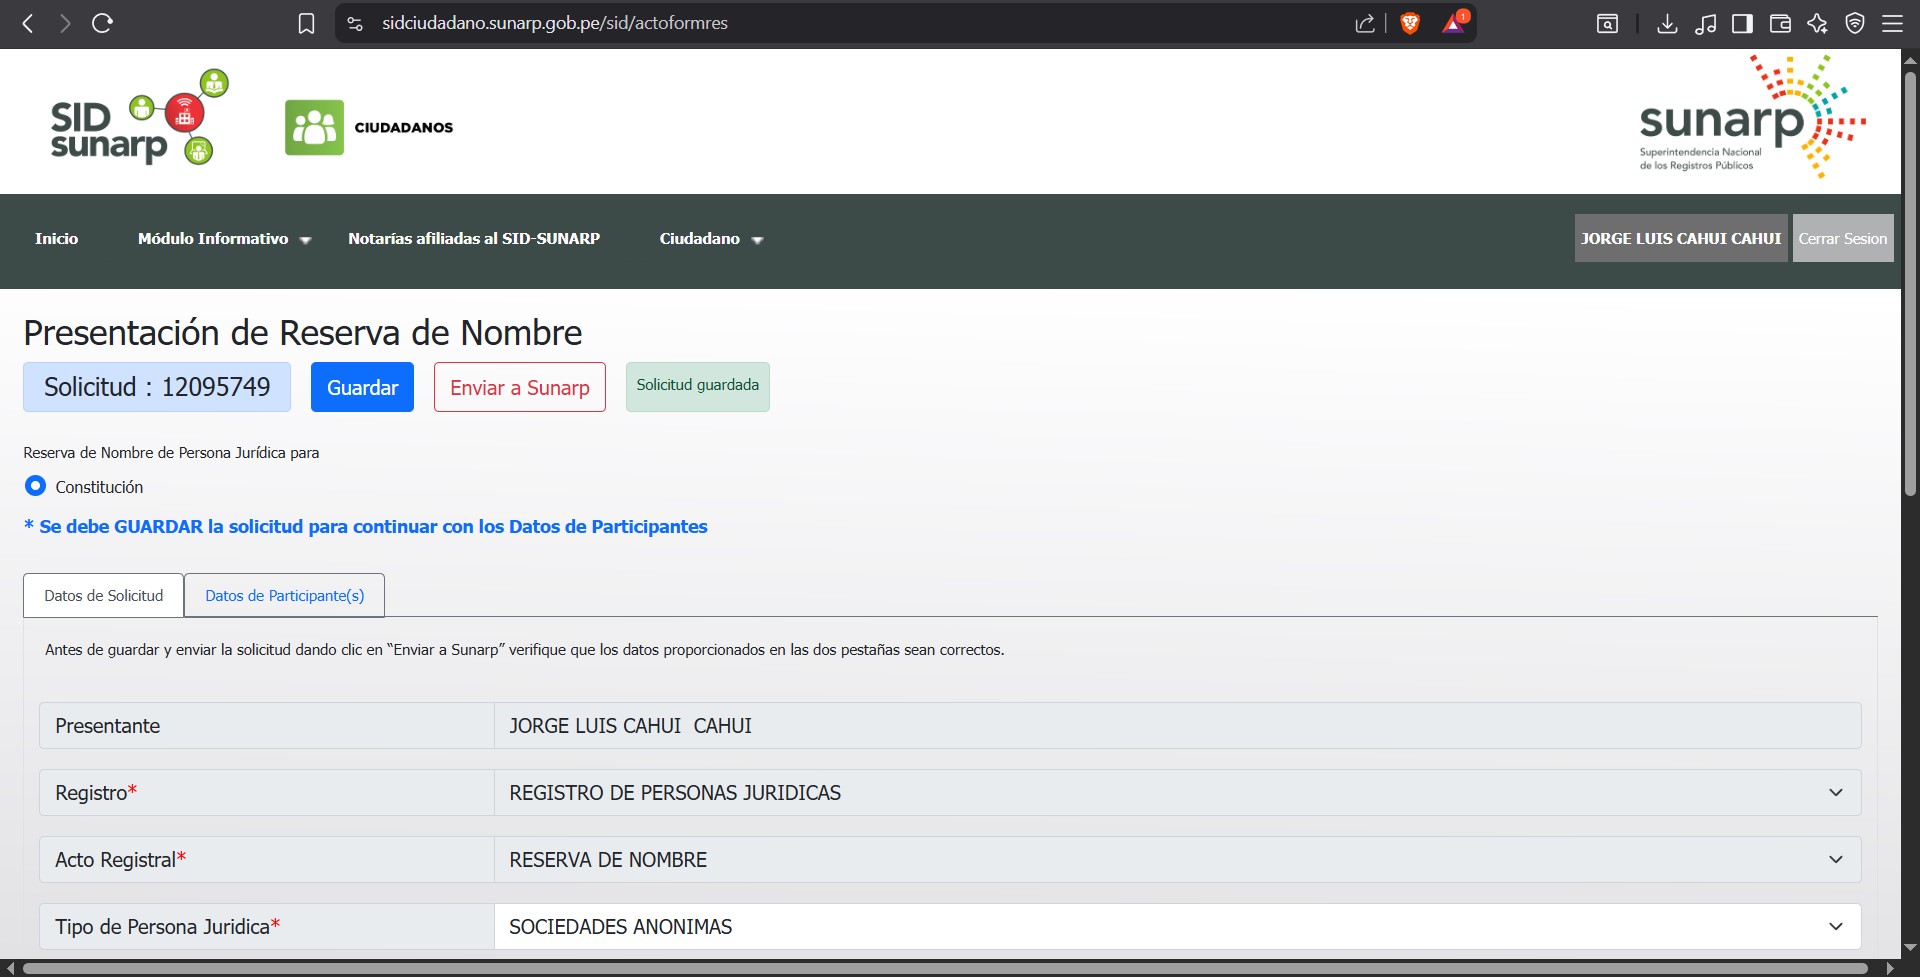 sidciudadano.sunarp.gob.pe/sid/actoformres
1
SID
sunarp
CIUDADANOS
sunarp
Superintendencia Nacional
de los Registros Públicos
Inicio
Módulo Informativo
Notarías afiliadas al SID-SUNARP
Ciudadano
JORGE LUIS CAHUI CAHUI
Cerrar Sesion
Presentación de Reserva de Nombre
Solicitud : 12095749
Guardar
Enviar a Sunarp
Solicitud guardada
Reserva de Nombre de Persona Jurídica para
Constitución
* Se debe GUARDAR la solicitud para continuar con los Datos de Participantes
Datos de Solicitud
Datos de Participante(s)
Antes de guardar y enviar la solicitud dando clic en “Enviar a Sunarp” verifique que los datos proporcionados en las dos pestañas sean correctos.
Presentante
JORGE LUIS CAHUI  CAHUI
Registro*
REGISTRO DE PERSONAS JURIDICAS
Acto Registral*
RESERVA DE NOMBRE
Tipo de Persona Juridica*
SOCIEDADES ANONIMAS